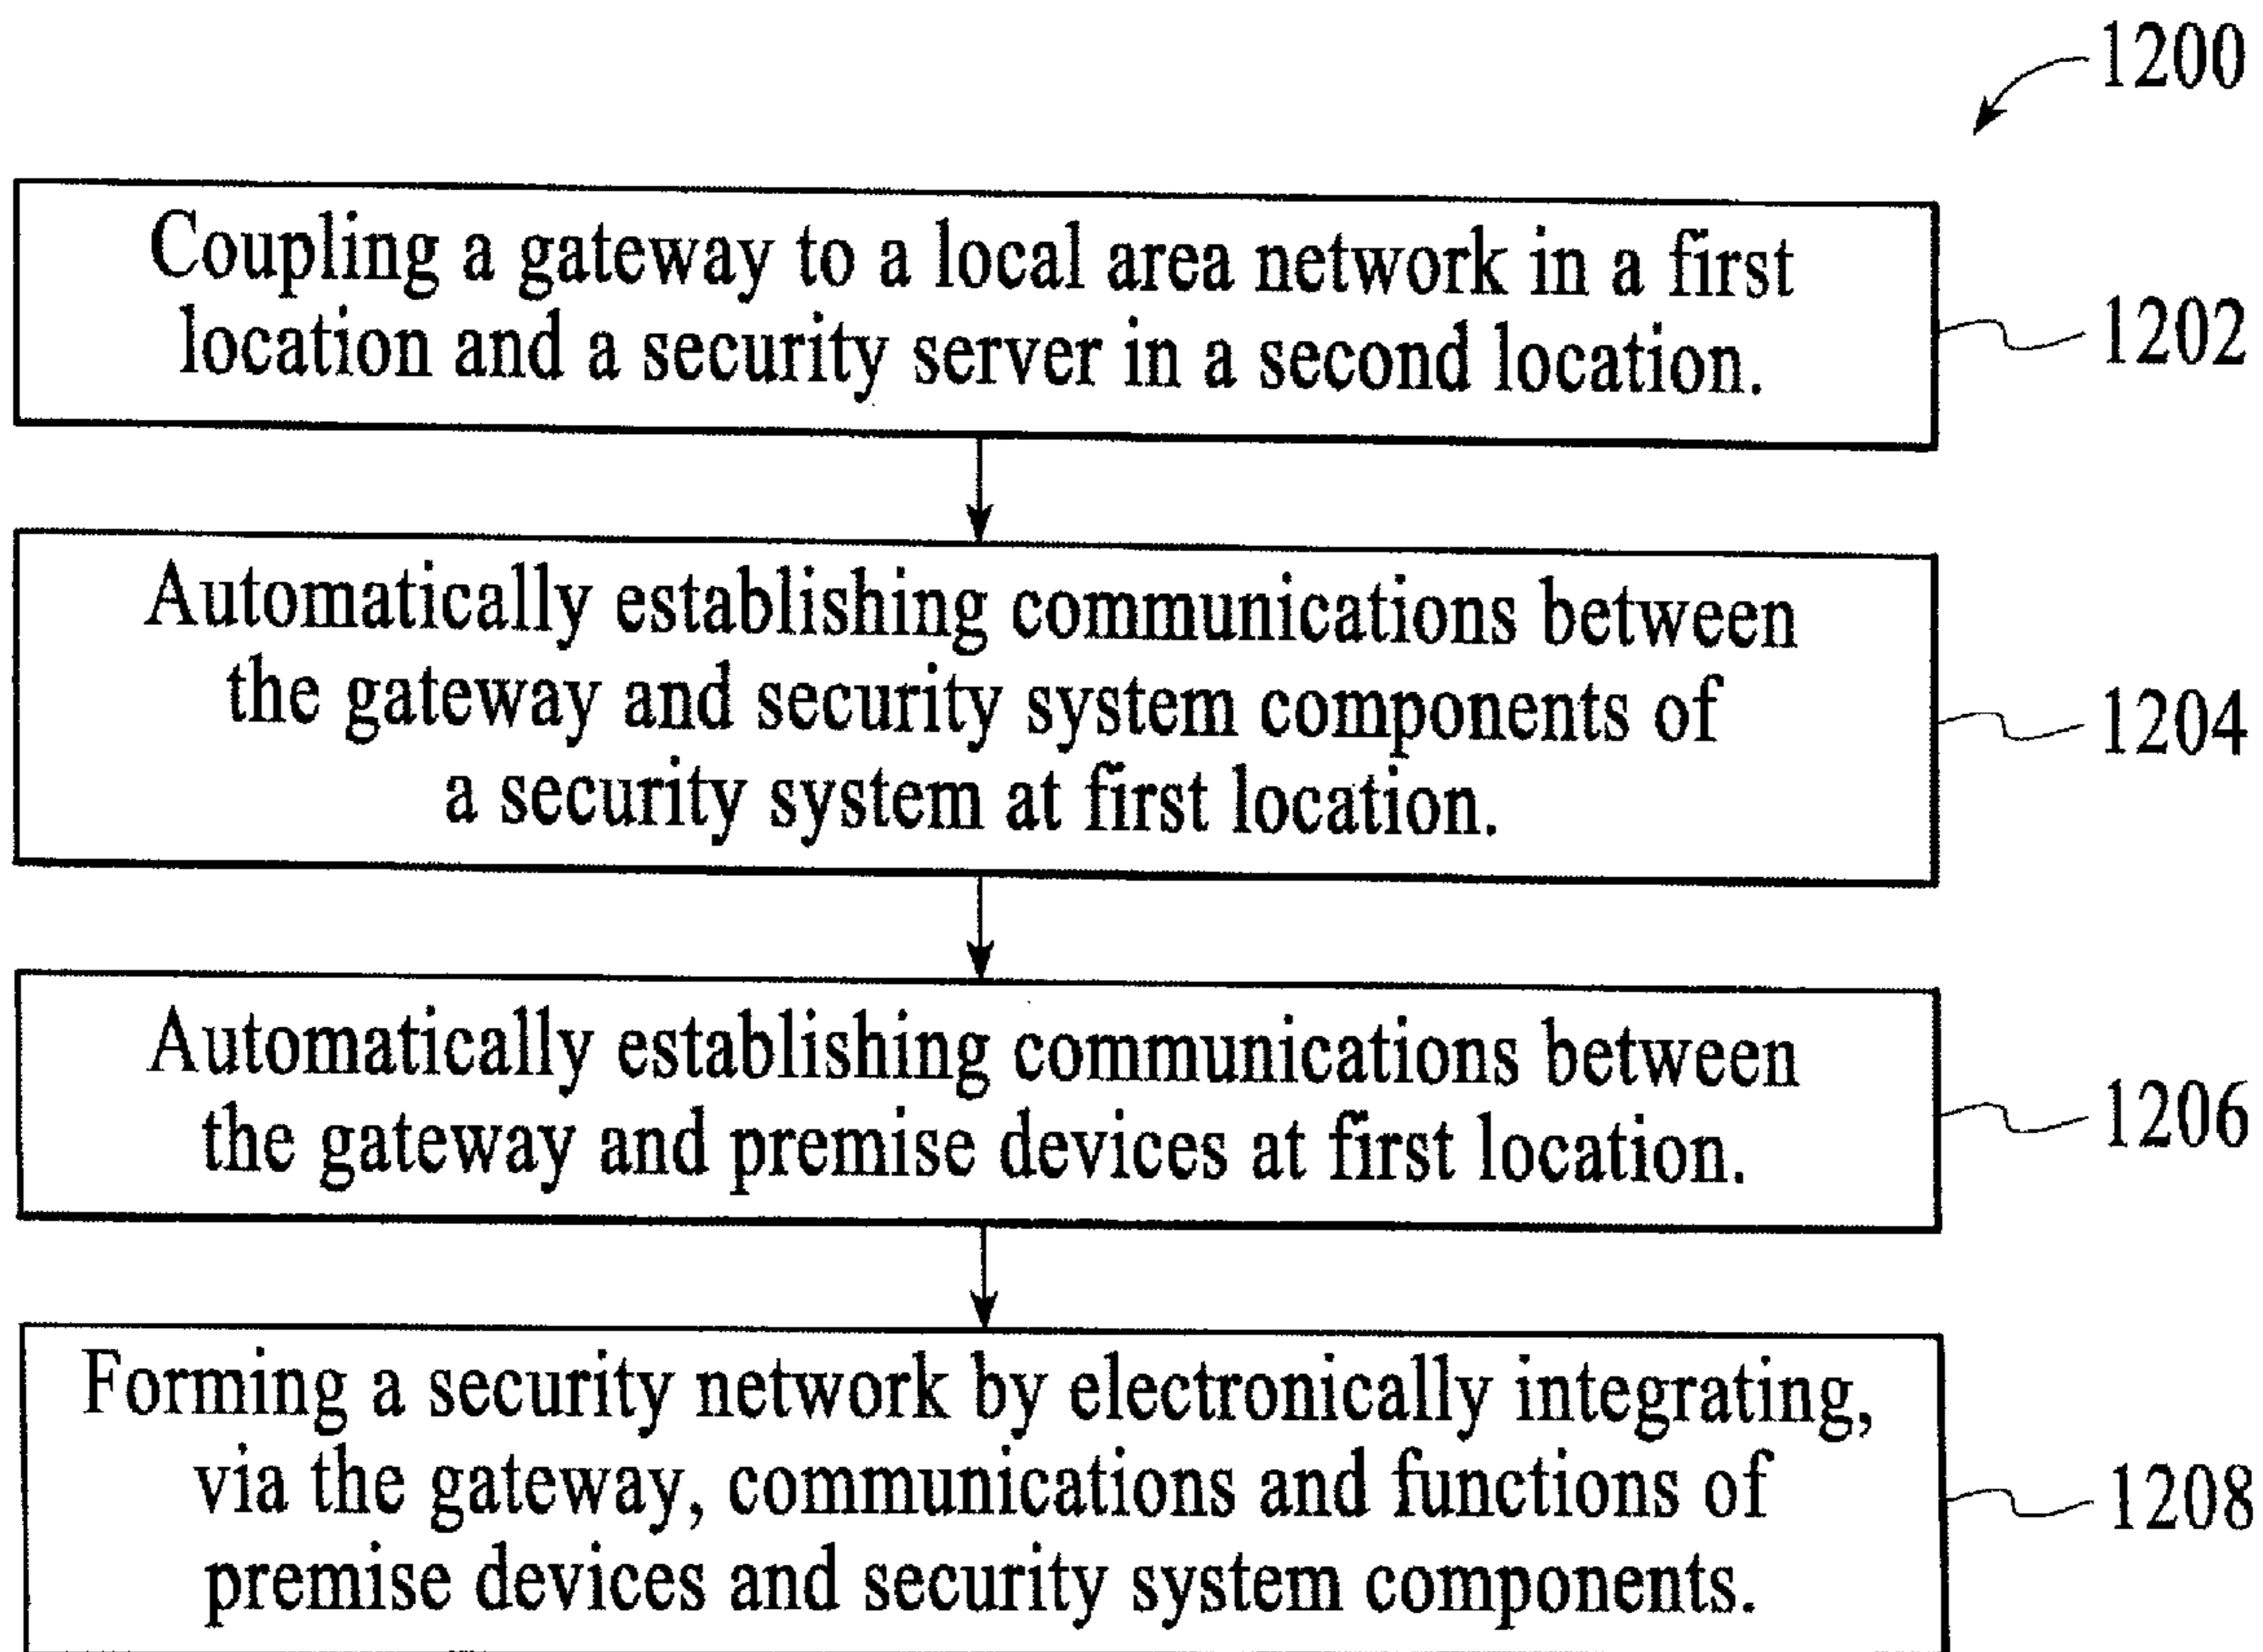 1200
Coupling a gateway to a local area network in a first
location and a security server in a second location.
1202
Automatically establishing communications between
the gateway and security system components of
a security system at first location.
1204
Automatically establishing communications between
the gateway and premise devices at first location.
1206
Forming a security network by electronically integrating,
via the gateway, communications and functions of
premise devices and security system components.
1208